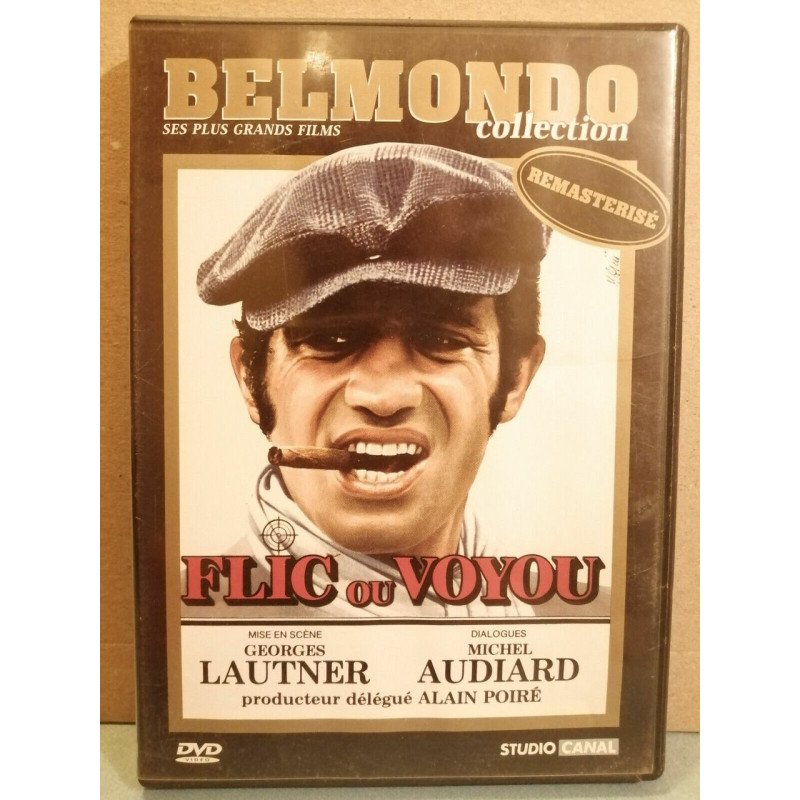 BELMONDO
SES PLUS GRANDS FILMS collection
REMASTERISÉ
FLIC OU VOYOU
MISE EN SCÈNE
GEORGES
LAUTNER
DIALOGUES
MICHEL
AUDIARD
producteur délégué ALAIN POIRÉ
DVD
VIDEO
STUDIO CANAL